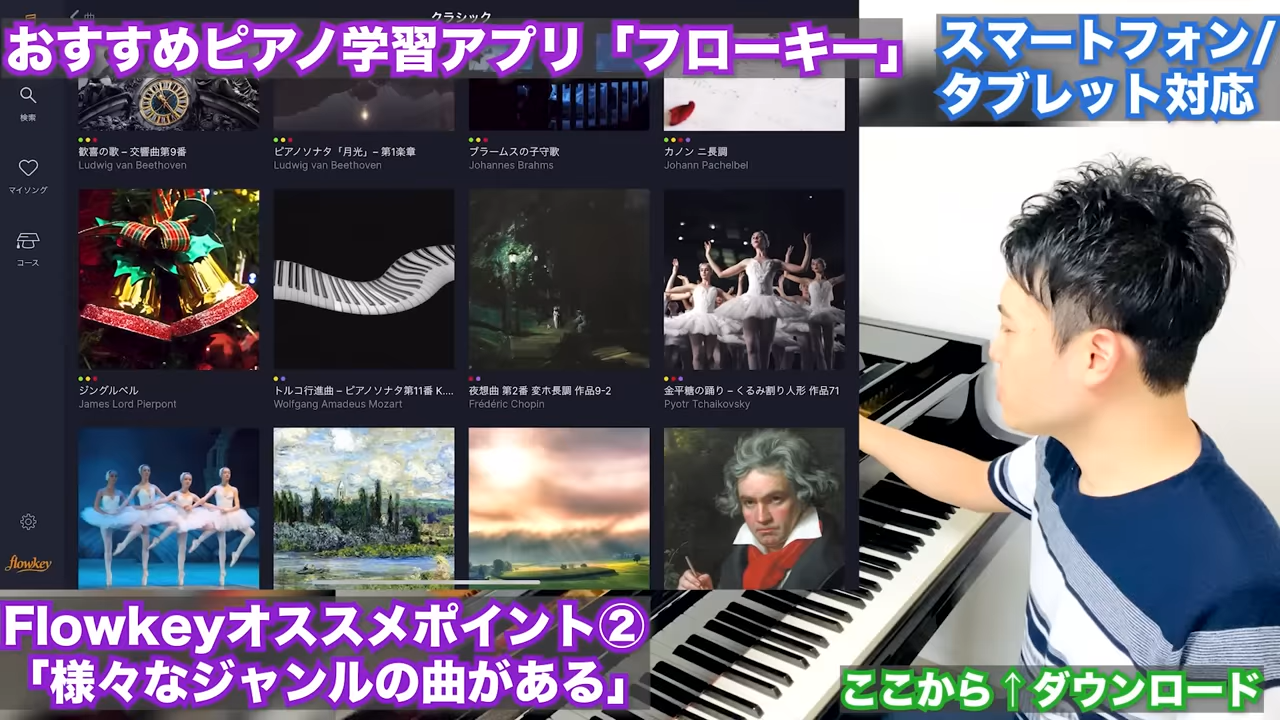 クラシック
おすすめピアノ学習アプリ「フローキー」
スマートフォン/
タブレット対応
曲
検索
マイソング
コース
歓喜の歌 – 交響曲第9番
Ludwig van Beethoven
ピアノソナタ「月光」– 第1楽章
Ludwig van Beethoven
ブラームスの子守歌
Johannes Brahms
カノン ニ長調
Johann Pachelbel
ジングルベル
James Lord Pierpont
トルコ行進曲 – ピアノソナタ第11番 K....
Wolfgang Amadeus Mozart
夜想曲 第2番 変ホ長調 作品9-2
Frédéric Chopin
金平糖の踊り – くるみ割り人形 作品71
Pyotr Tchaikovsky
flowkey
Flowkeyオススメポイント②
「様々なジャンルの曲がある」
ここから↑ダウンロード